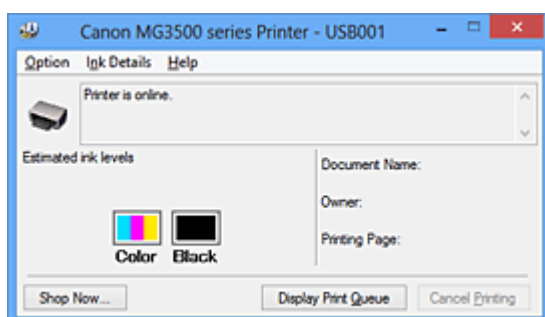 Canon MG3500 series Printer - USB001
Option Ink Details Help
Printer is online.
Estimated ink levels
Document Name:
Owner:
Printing Page:
Color Black
Shop Now... Display Print Queue Cancel Printing